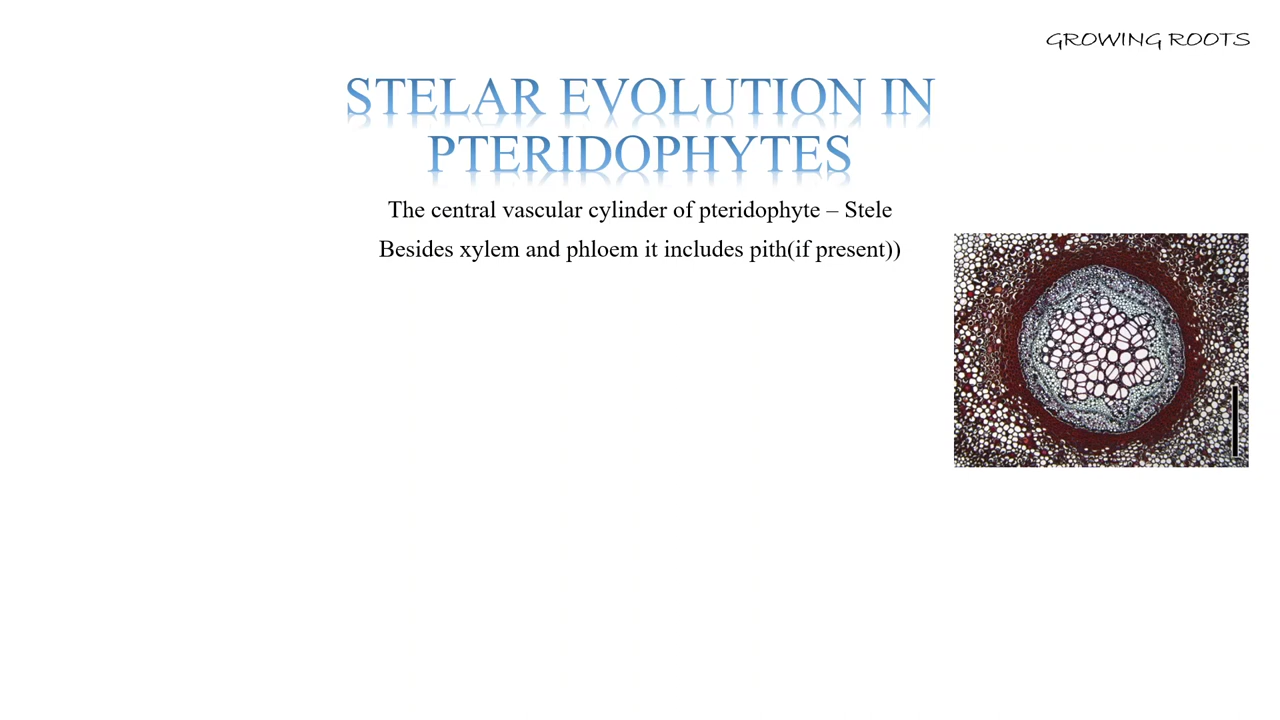 GROWING ROOTS
STELAR EVOLUTION IN
PTERIDOPHYTES
The central vascular cylinder of pteridophyte – Stele
Besides xylem and phloem it includes pith(if present))